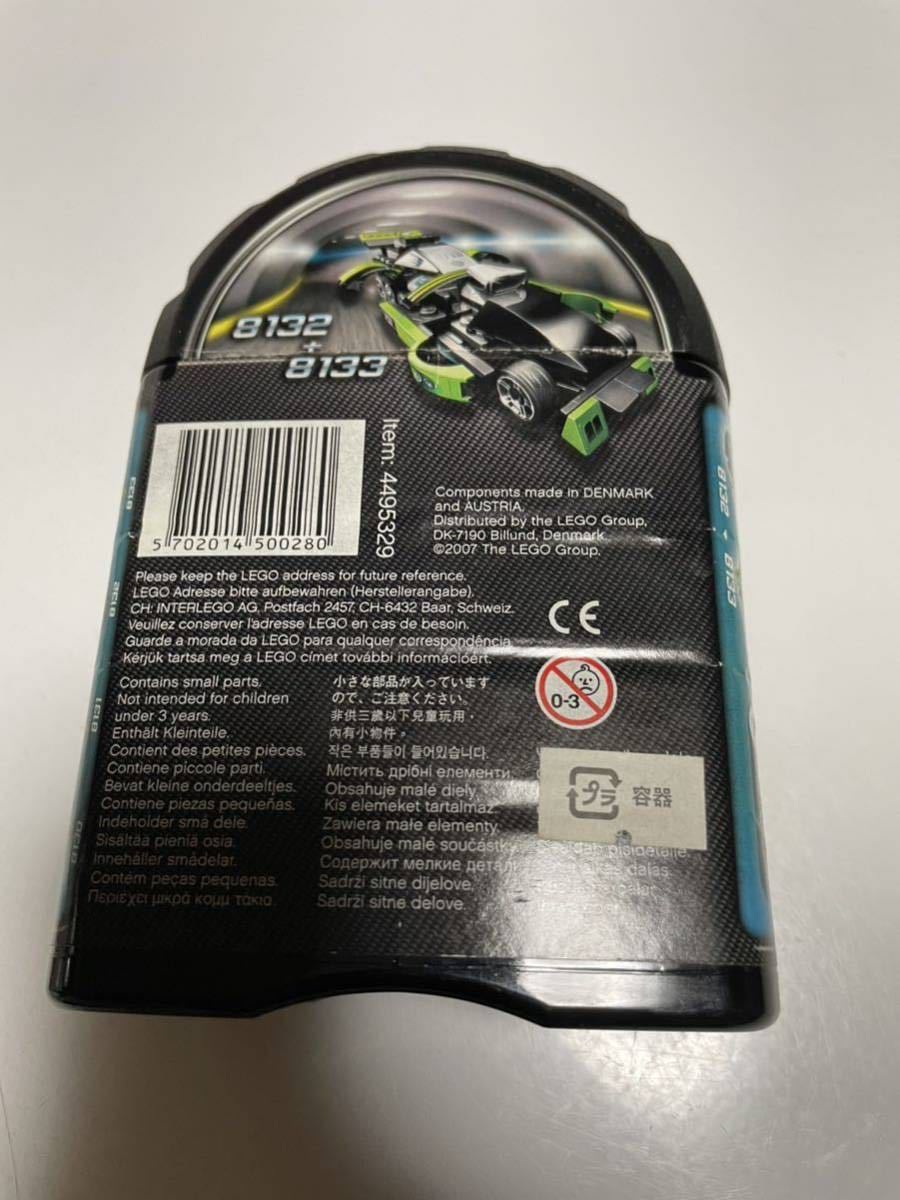 8132
+
8133
Item: 4495329
5 702014 500280
Components made in DENMARK
and AUSTRIA.
Distributed by the LEGO Group,
DK-7190 Billund, Denmark.
©2007 The LEGO Group.
Please keep the LEGO address for future reference.
LEGO Adresse bitte aufbewahren (Herstellerangabe).
CH: INTERLEGO AG, Postfach 2457, CH-6432 Baar, Schweiz.
Veuillez conserver l'adresse LEGO en cas de besoin.
Guarde a morada da LEGO para qualquer correspondência
Kérjük tartsa meg a LEGO címet további információért.
CE
0-3
Contains small parts.
Not intended for children
under 3 years.
Enthält Kleinteile.
Contient des petites pièces.
Contiene piccole parti.
Bevat kleine onderdeeltjes.
Contiene piezas pequeñas.
Indeholder små dele.
Sisältää pieniä osia.
Innehåller smådelar.
Contém peças pequenas.
Περιέχει μικρά κομμ τακια.
小さな部品が入っています
ので、ご注意ください。
非供三歲以下兒童玩用，
內有小物件。
작은 부품들이 들어있습니다.
Містить дрібні елементи
Obsahuje malé diely.
Kis elemeket tartalmaz.
Zawiera małe elementy.
Obsahuje malé součástky
Содержит мелкие детал
Sadrži sitne dijelove.
Sadrži sitne delove.
プラ 容器
pisidetaile.
dalas
8133
8132
8131
8130
8132 + 8133